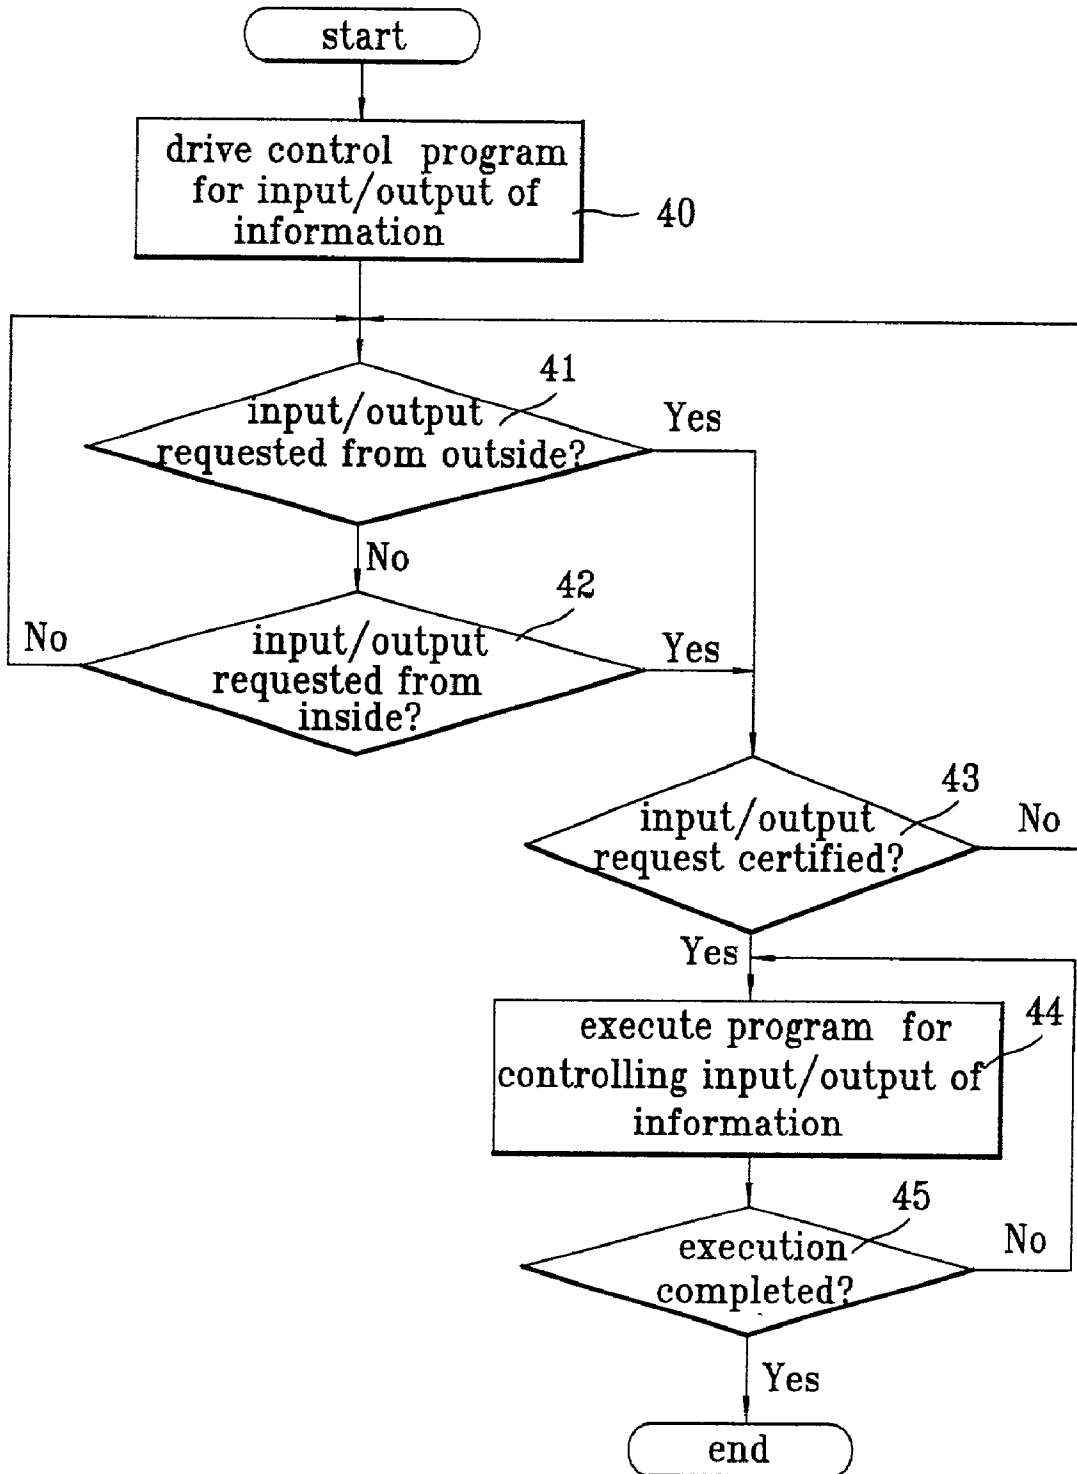 start
drive control program
for input/output of
information
40
41
input/output
requested from outside?
Yes
No
42
input/output
requested from
inside?
No
Yes
43
input/output
request certified?
No
Yes
44
execute program for
controlling input/output of
information
45
execution
completed?
No
Yes
end